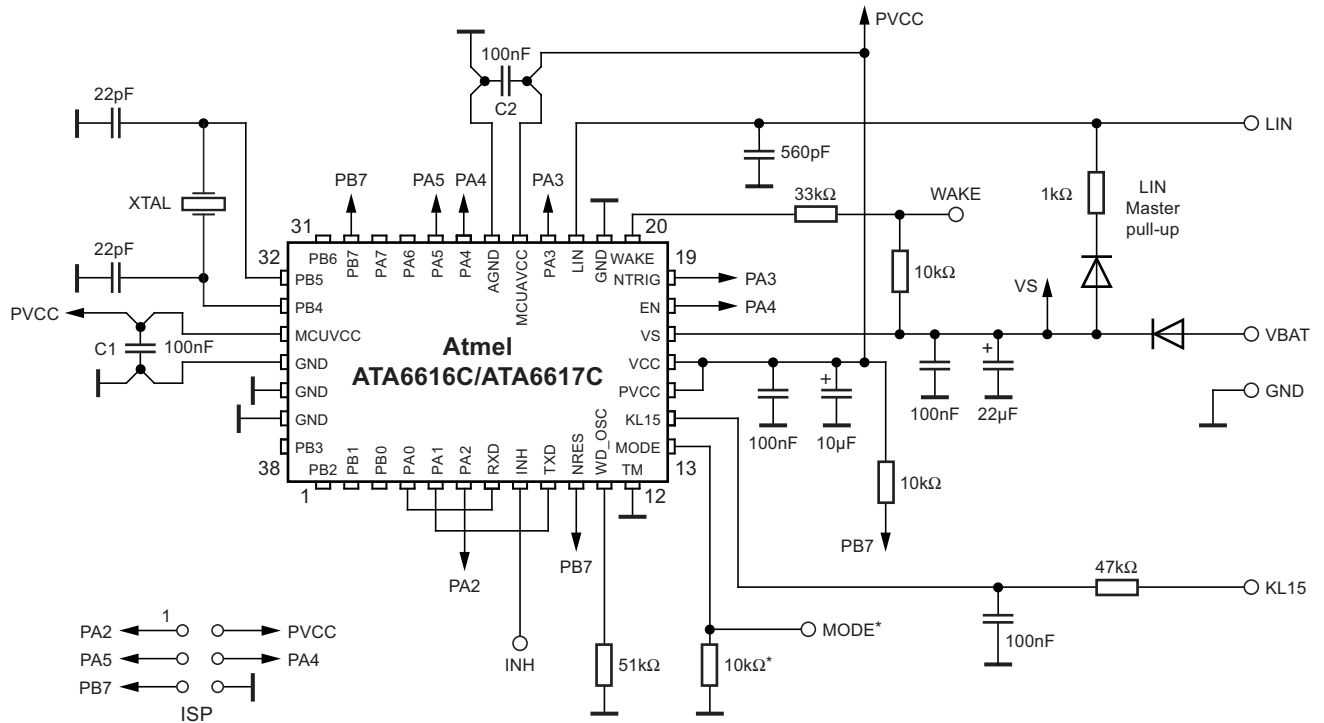 PVCC
100nF
C2
22pF
LIN
560pF
PB7
PA5
PA4
PA3
33kΩ
WAKE
1kΩ
LIN
Master
pull-up
XTAL
31
20
32
PB6
PB7
PA7
PA6
PA5
PA4
AGND
MCUAVCC
PA3
LIN
GND
WAKE
19
22pF
PB5
NTRIG
PA3
10kΩ
PB4
EN
PA4
VS
PVCC
MCUVCC
VS
VBAT
C1
100nF
Atmel
ATA6616C/ATA6617C
GND
VCC
+
+
GND
PVCC
100nF
22µF
GND
GND
KL15
100nF
10µF
PB3
MODE
38
PB2
PB1
PB0
PA0
PA1
PA2
RXD
INH
TXD
NRES
WD_OSC
TM
13
1
12
10kΩ
PB7
PB7
PA2
47kΩ
KL15
1
PA2
PVCC
MODE*
100nF
PA5
PA4
INH
51kΩ
10kΩ*
PB7
ISP